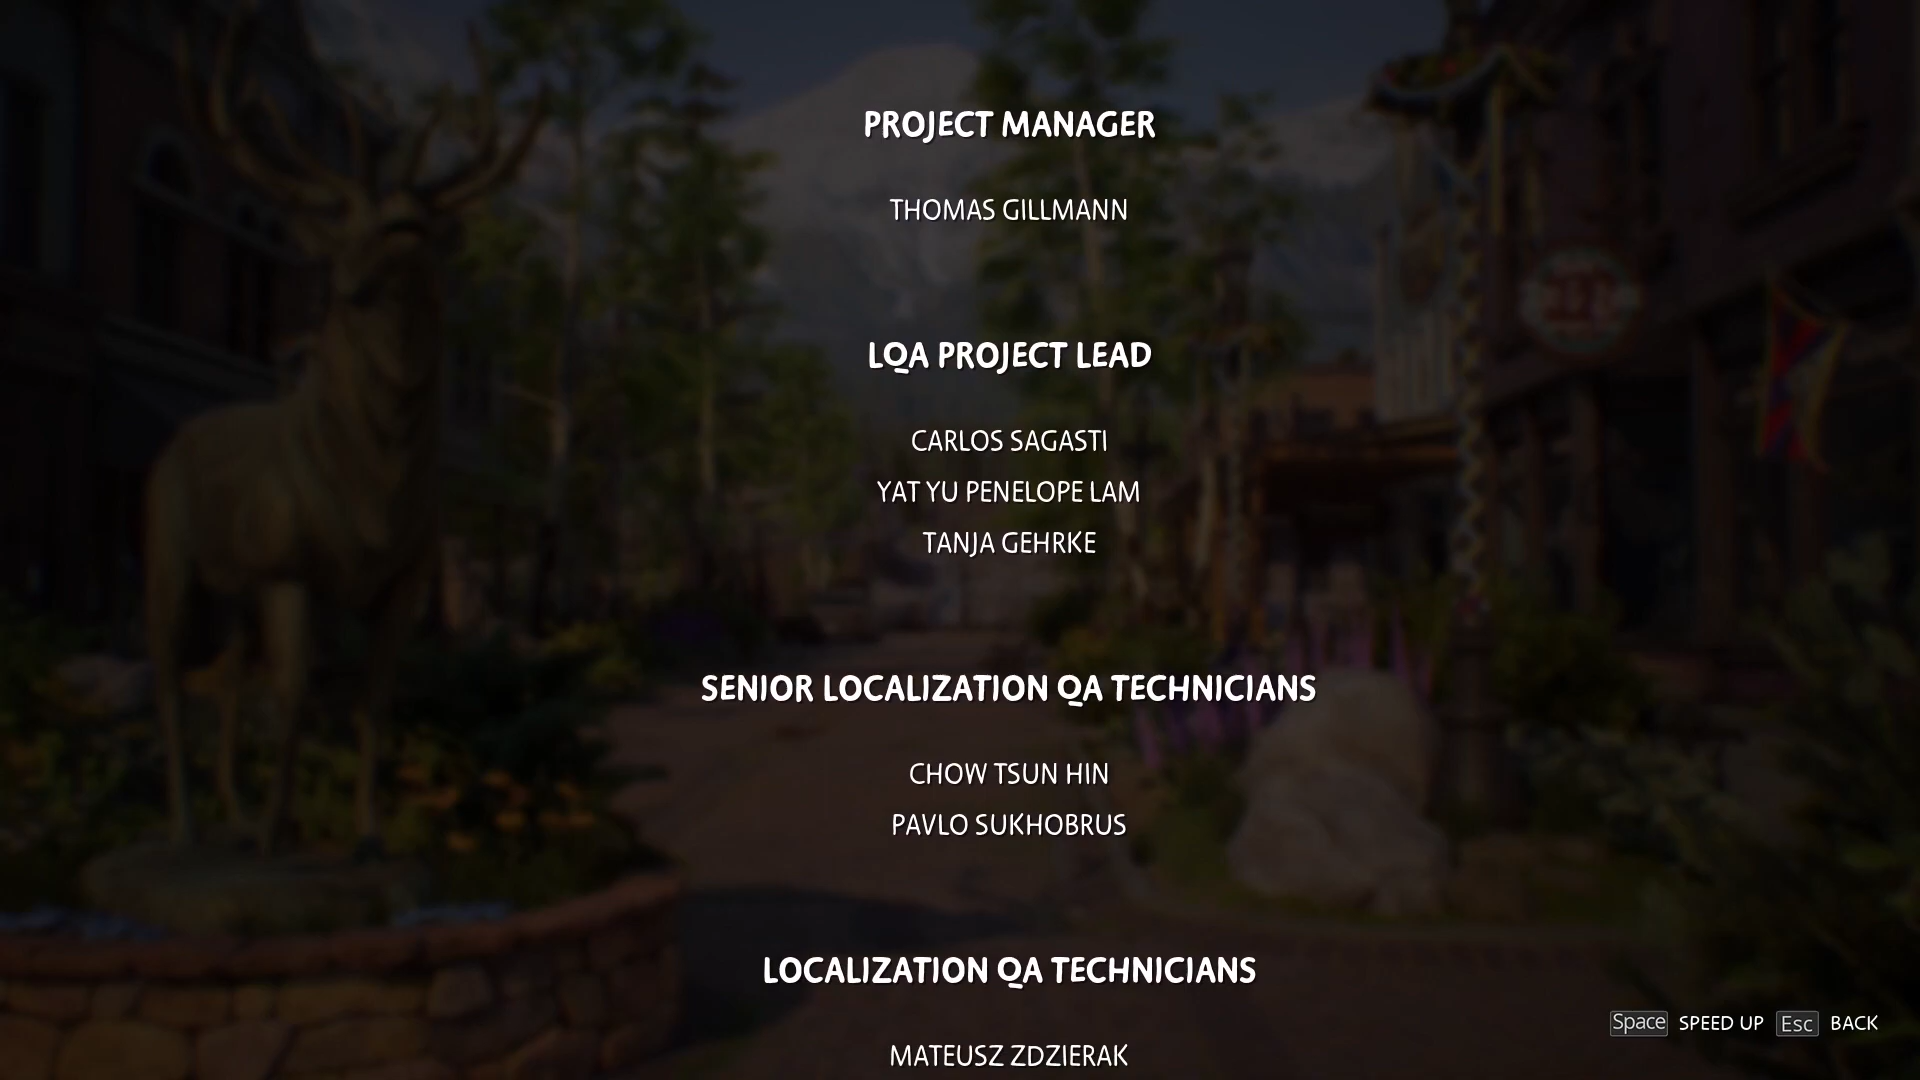 PROJECT MANAGER
THOMAS GILLMANN
LQA PROJECT LEAD
CARLOS SAGASTI
YAT YU PENELOPE LAM
TANJA GEHRKE
SENIOR LOCALIZATION QA TECHNICIANS
CHOW TSUN HIN
PAVLO SUKHOBRUS
LOCALIZATION QA TECHNICIANS
Space SPEED UP Esc BACK
MATEUSZ ZDZIERAK